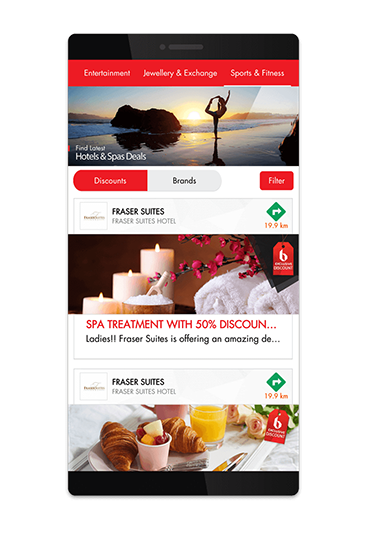 Entertainment Jewellery & Exchange Sports & Fitness
Find Latest
Hotels & Spas Deals
Discounts Brands Filter
FRASER SUITES
FRASER SUITES HOTEL
19.9 km
6
EXCLUSIVE
DISCOUNT
SPA TREATMENT WITH 50% DISCOUN...
Ladies!! Fraser Suites is offering an amazing de...
FRASER SUITES
FRASER SUITES HOTEL
19.9 km
6
EXCLUSIVE
DISCOUNT